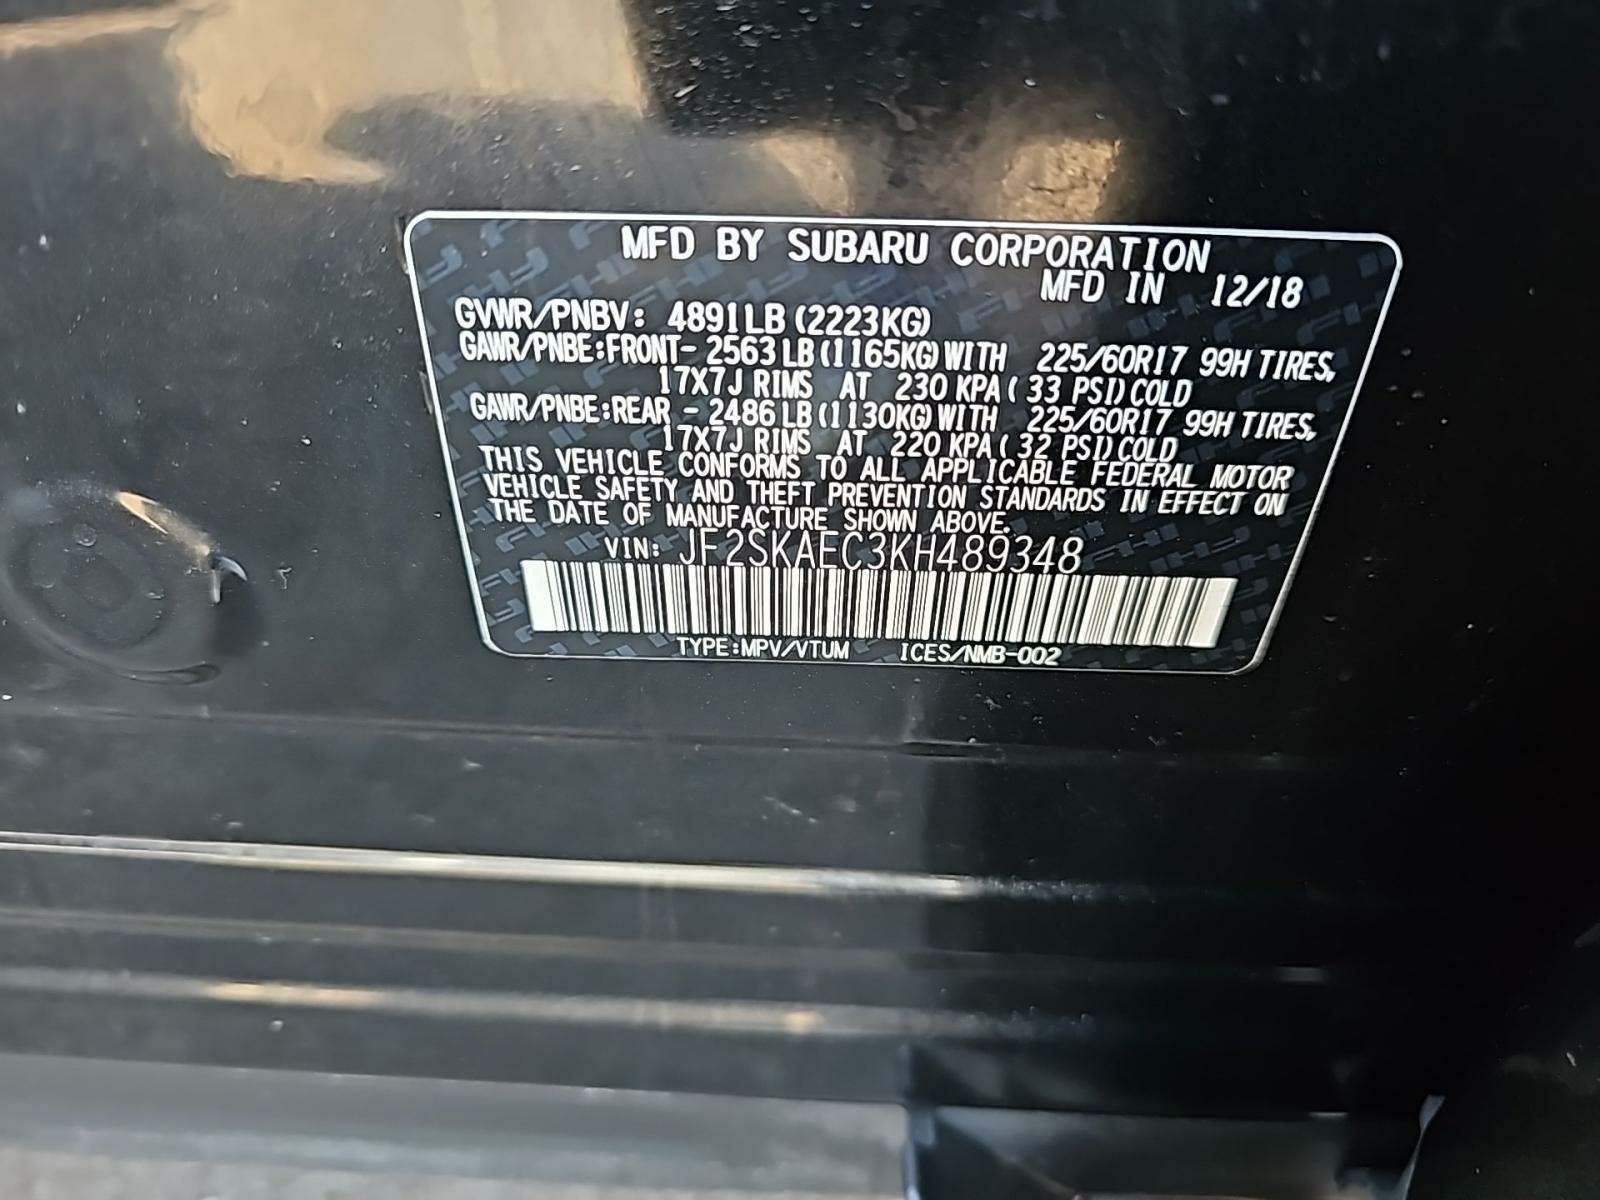 MFD BY SUBARU CORPORATION
MFD IN 12/18
GVWR/PNBV: 4891LB (2223KG)
GAWR/PNBE:FRONT- 2563 LB(1165KG)WITH 225/60R17 99H TIRES,
17X7J RIMS AT 230 KPA( 33 PSI)COLD
GAWR/PNBE:REAR - 2486 LB(1130KG)WITH 225/60R17 99H TIRES,
17X7J RIMS AT 220 KPA( 32 PSI)COLD
THIS VEHICLE CONFORMS TO ALL APPLICABLE FEDERAL MOTOR
VEHICLE SAFETY AND THEFT PREVENTION STANDARDS IN EFFECT ON
THE DATE OF MANUFACTURE SHOWN ABOVE.
VIN: JF2SKAEC3KH489348
TYPE:MPV/VTUM ICES/NMB-002